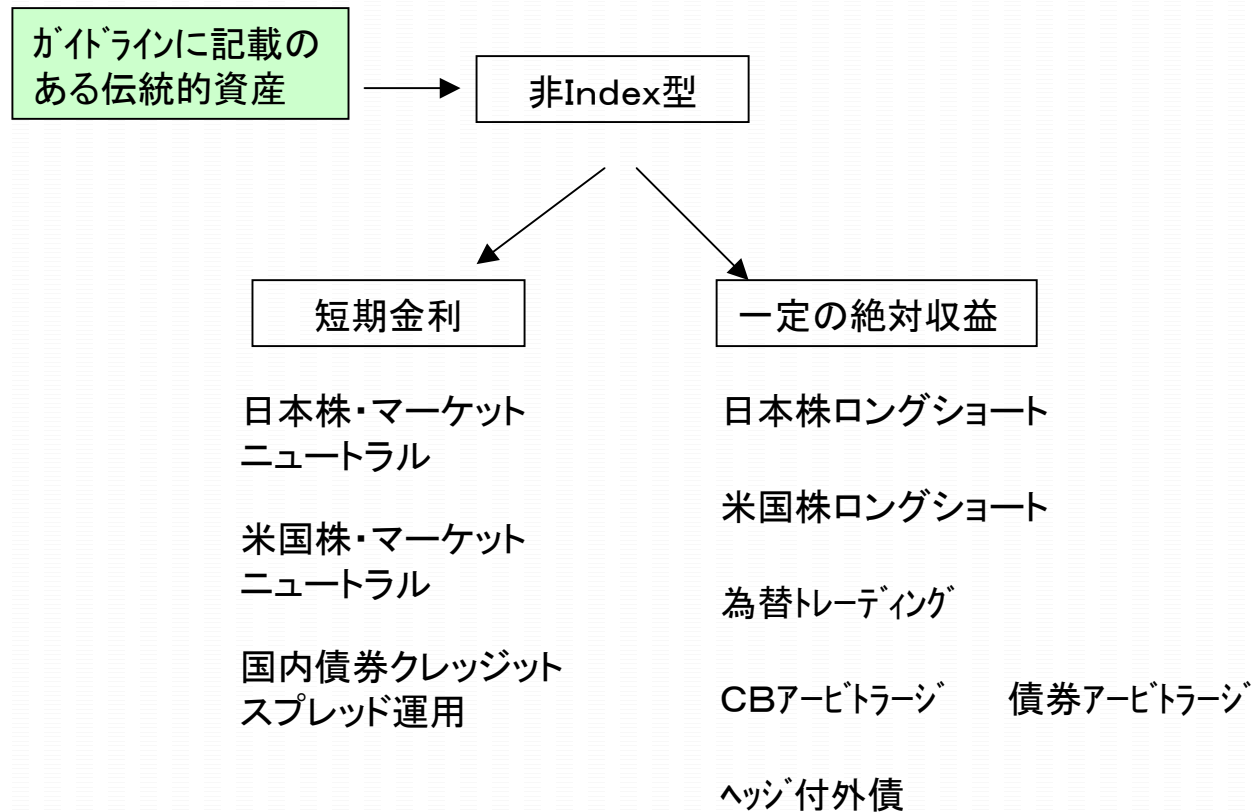 ｶﾞｲﾄﾞﾗｲﾝに記載の
ある伝統的資産
非Index型
短期金利
日本株・マーケット
ニュートラル
米国株・マーケット
ニュートラル
国内債券クレッジット
スプレッド運用
一定の絶対収益
日本株ロングショート
米国株ロングショート
為替ﾄﾚｰﾃﾞｨﾝｸﾞ
ＣＢｱｰﾋﾞﾄﾗｰｼﾞ　債券ｱｰﾋﾞﾄﾗｰｼﾞ
ﾍｯｼﾞ付外債